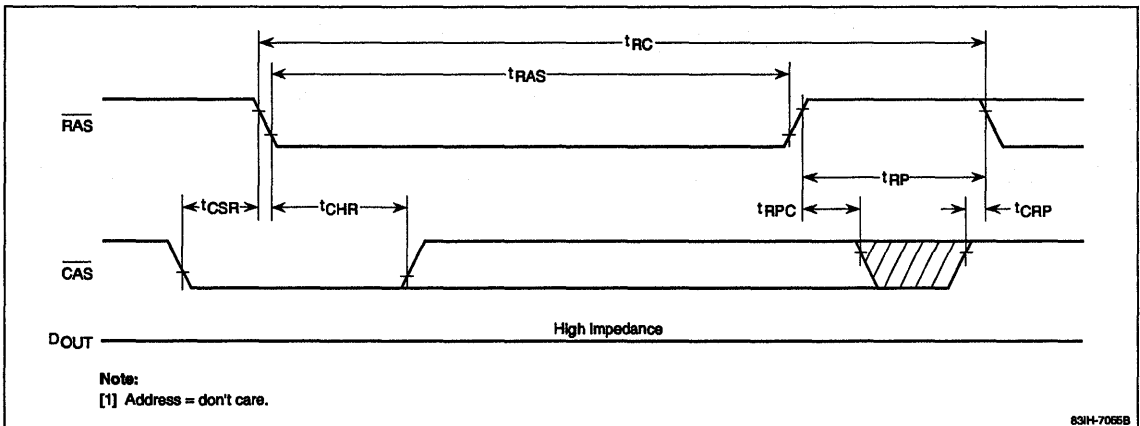 tRC
tRAS
RAS
tRP
tCSR
tCHR
tRPC
tCRP
CAS
High Impedance
DOUT
Note:
[1] Address = don't care.
83IH-7055B